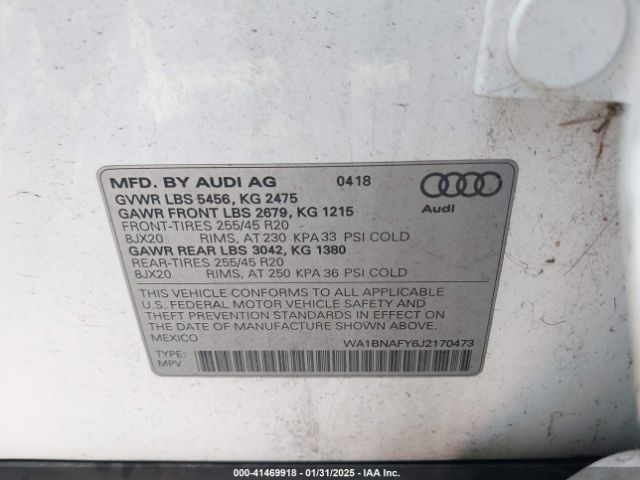 MFD. BY AUDI AG 0418
GVWR LBS 5456, KG 2475
GAWR FRONT LBS 2679, KG 1215
FRONT-TIRES 255/45 R20
8JX20 RIMS, AT 230 KPA 33 PSI COLD
GAWR REAR LBS 3042, KG 1380
REAR-TIRES 255/45 R20
8JX20 RIMS, AT 250 KPA 36 PSI COLD
Audi
THIS VEHICLE CONFORMS TO ALL APPLICABLE
U.S. FEDERAL MOTOR VEHICLE SAFETY AND
THEFT PREVENTION STANDARDS IN EFFECT ON
THE DATE OF MANUFACTURE SHOWN ABOVE.
MEXICO WA1BNAFY6J2170473
TYPE:
MPV
000-41469918 - 01/31/2025 - IAA Inc.